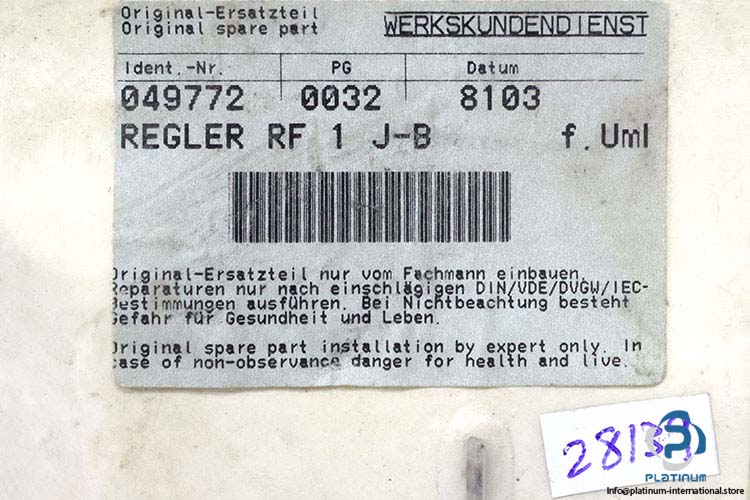 Original-Ersatzteil
Original spare part
WERKSKUNDENDIENST
Ident.-Nr. PG Datum
049772 0032 8103
REGLER RF 1 J-B f. Uml
Original-Ersatzteil nur vom Fachmann einbauen.
Reparaturen nur nach einschlägigen DIN/VDE/DVGW/IEC-
Bestimmungen ausführen. Bei Nichtbeachtung besteht
Gefahr für Gesundheit und Leben.
Original spare part installation by expert only. In
case of non-observance danger for health and live.
28139
PLATINUM
Info@platinum-international.store